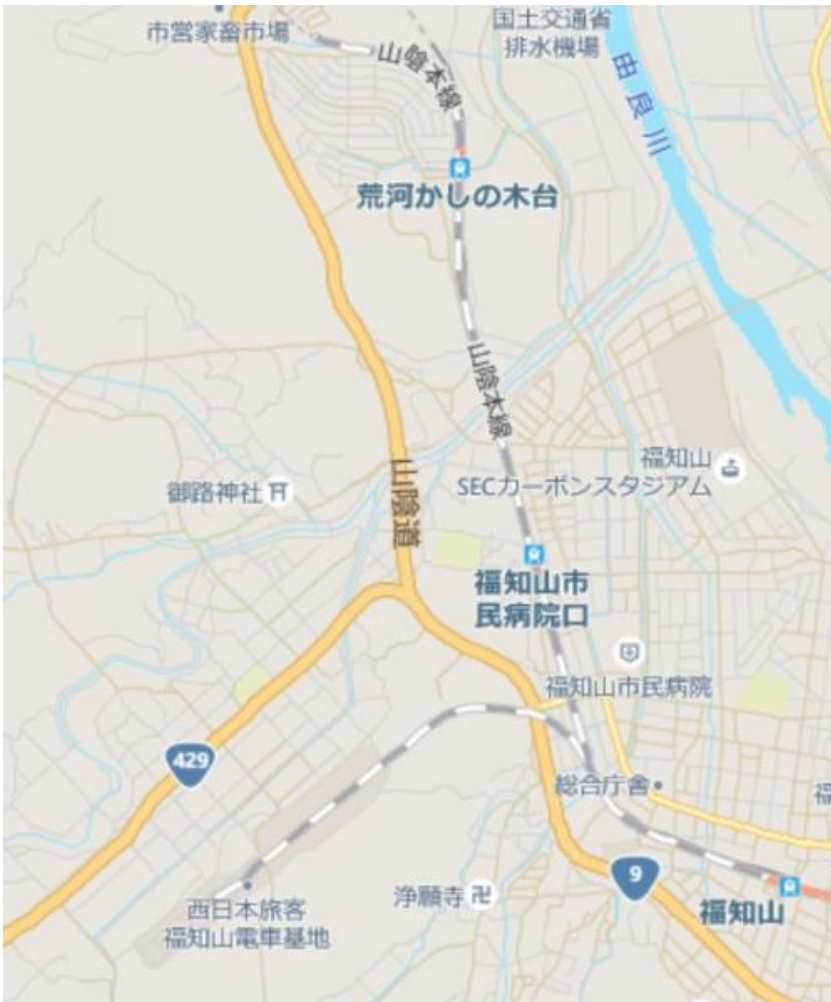 市営家畜市場
国土交通省
排水機場
山陰本線
由良川
荒河かしの木台
山陰本線
福知山
SECカーボンスタジアム
御路神社
山陰道
福知山市
民病院口
福知山市民病院
429
総合庁舎
福
9
西日本旅客
福知山電車基地
浄願寺
福知山